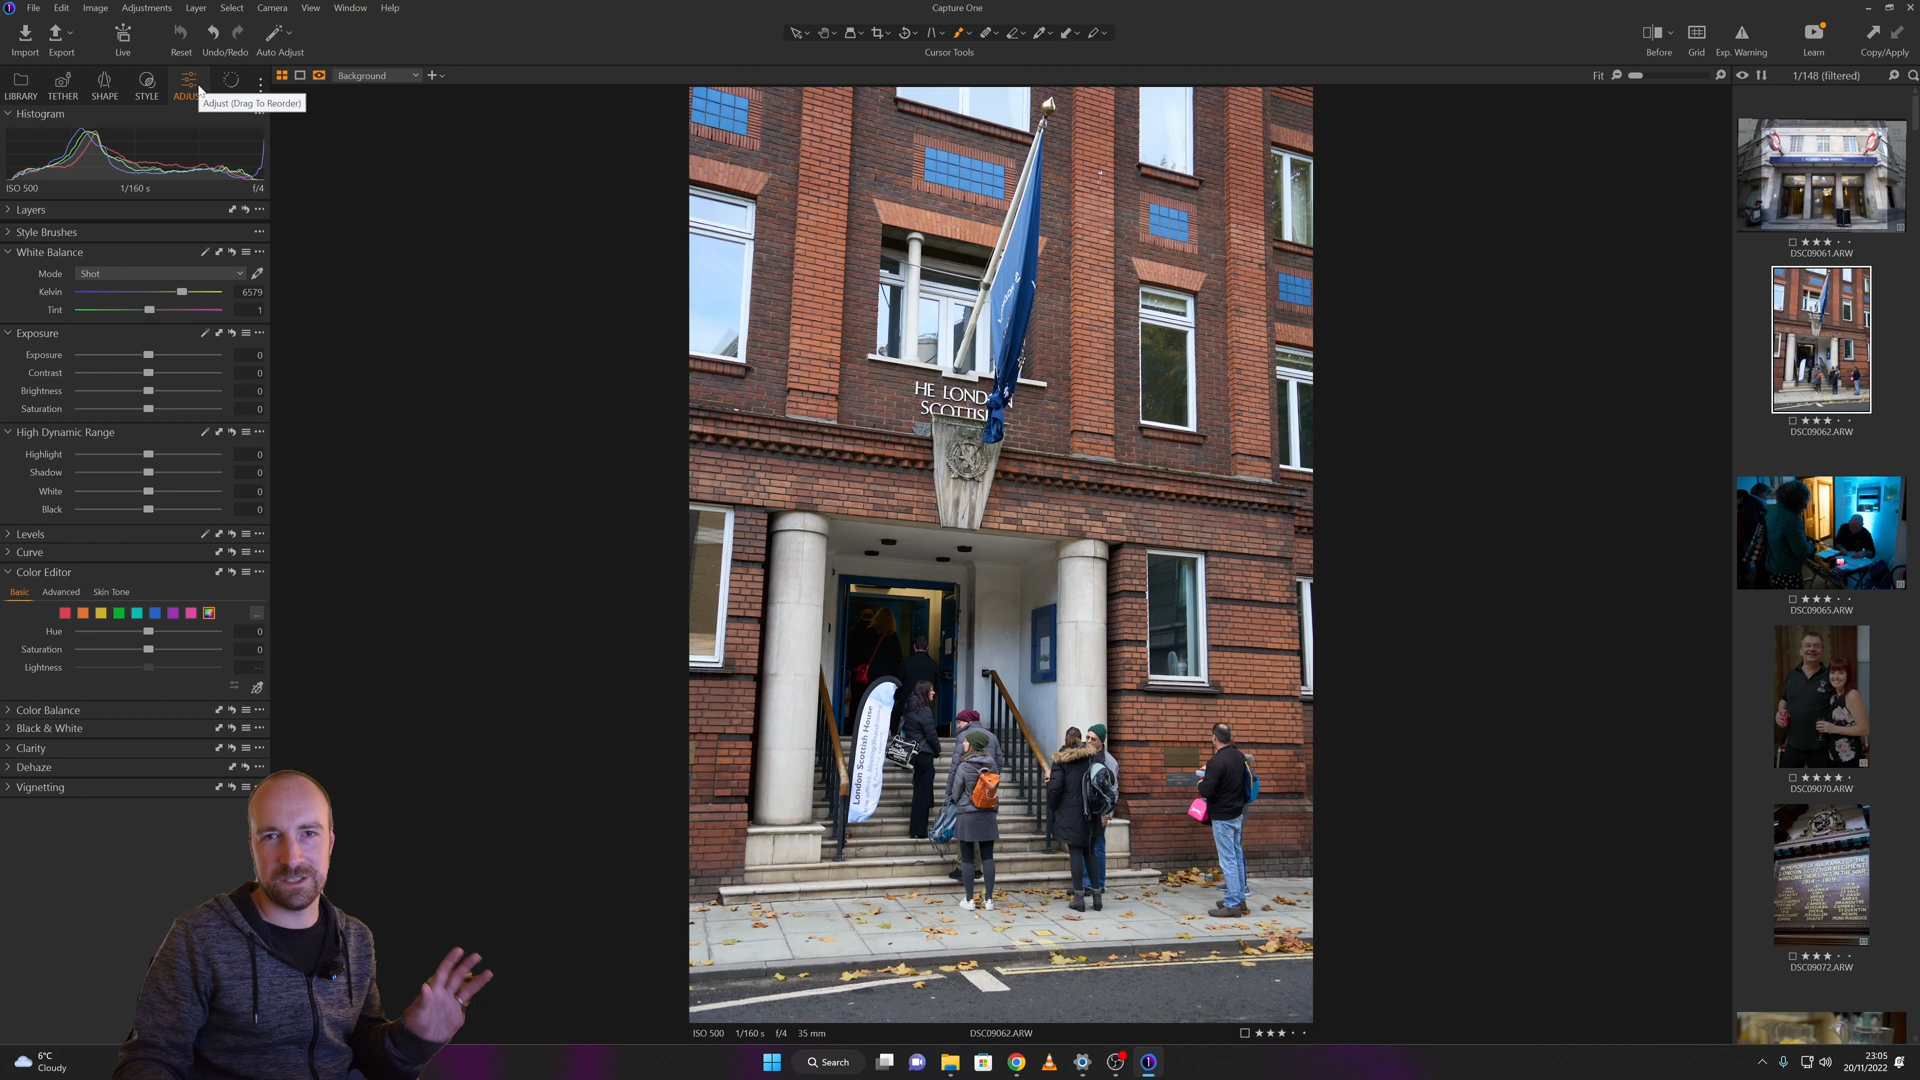 File Edit Image Adjustments Layer Select Camera View Window Help
Capture One
Import Export Live Reset Undo/Redo Auto Adjust
Cursor Tools
Before Grid Exp. Warning Learn Copy/Apply
LIBRARY TETHER SHAPE STYLE
Adjust (Drag To Reorder)
Background
Fit
1/148 (filtered)
Histogram
ISO 500 1/160 s f/4
Layers
Style Brushes
White Balance
Mode Shot
Kelvin 6579
Tint 1
Exposure
Exposure 0
Contrast 0
Brightness 0
Saturation 0
High Dynamic Range
Highlight 0
Shadow 0
White 0
Black 0
Levels
Curve
Color Editor
Basic Advanced Skin Tone
Hue 0
Saturation 0
Lightness --
Color Balance
Black & White
Clarity
Dehaze
Vignetting
HE LONDON
SCOTTIS
London Scottish House
ISO 500 1/160 s f/4 35 mm
DSC09062.ARW
DSC09061.ARW
DSC09062.ARW
DSC09065.ARW
DSC09070.ARW
DSC09072.ARW
6°C
Cloudy
Search
23:05
20/11/2022